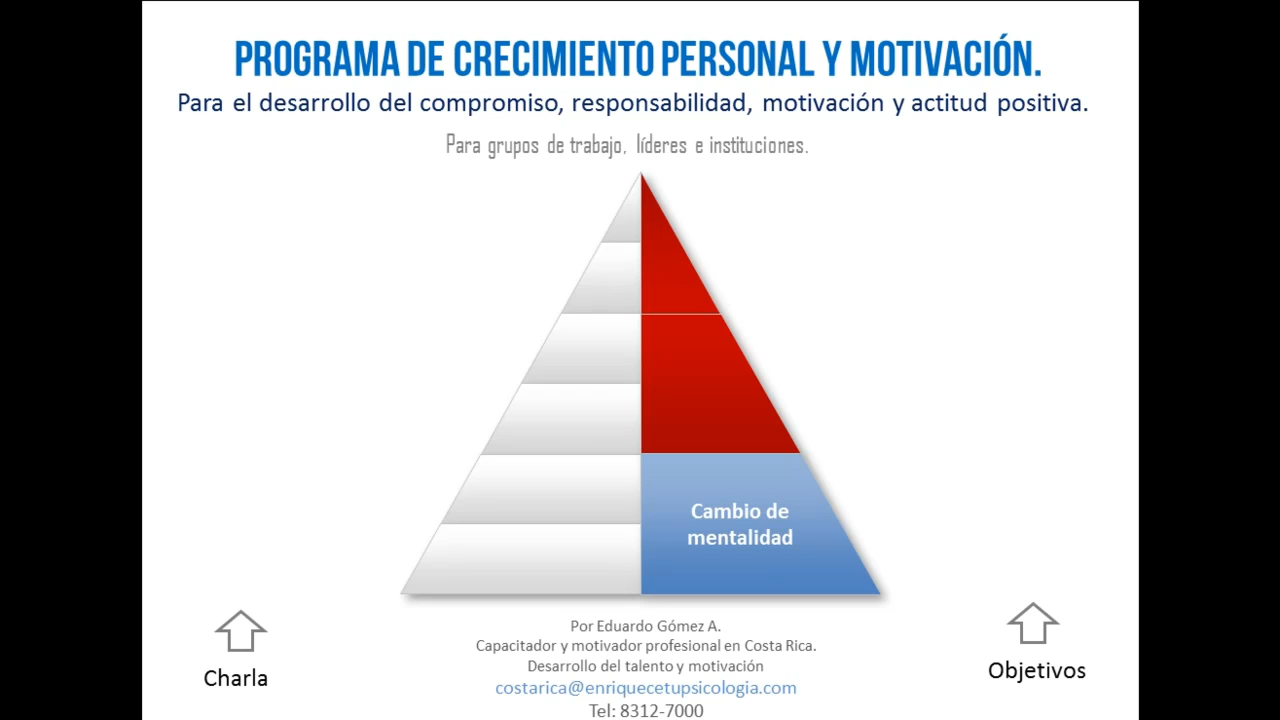 PROGRAMA DE CRECIMIENTO PERSONAL Y MOTIVACIÓN.
Para el desarrollo del compromiso, responsabilidad, motivación y actitud positiva.
Para grupos de trabajo, líderes e instituciones.
Cambio de
mentalidad
Por Eduardo Gómez A.
Capacitador y motivador profesional en Costa Rica.
Desarrollo del talento y motivación
costarica@enriquecetupsicologia.com
Tel: 8312-7000
Charla
Objetivos